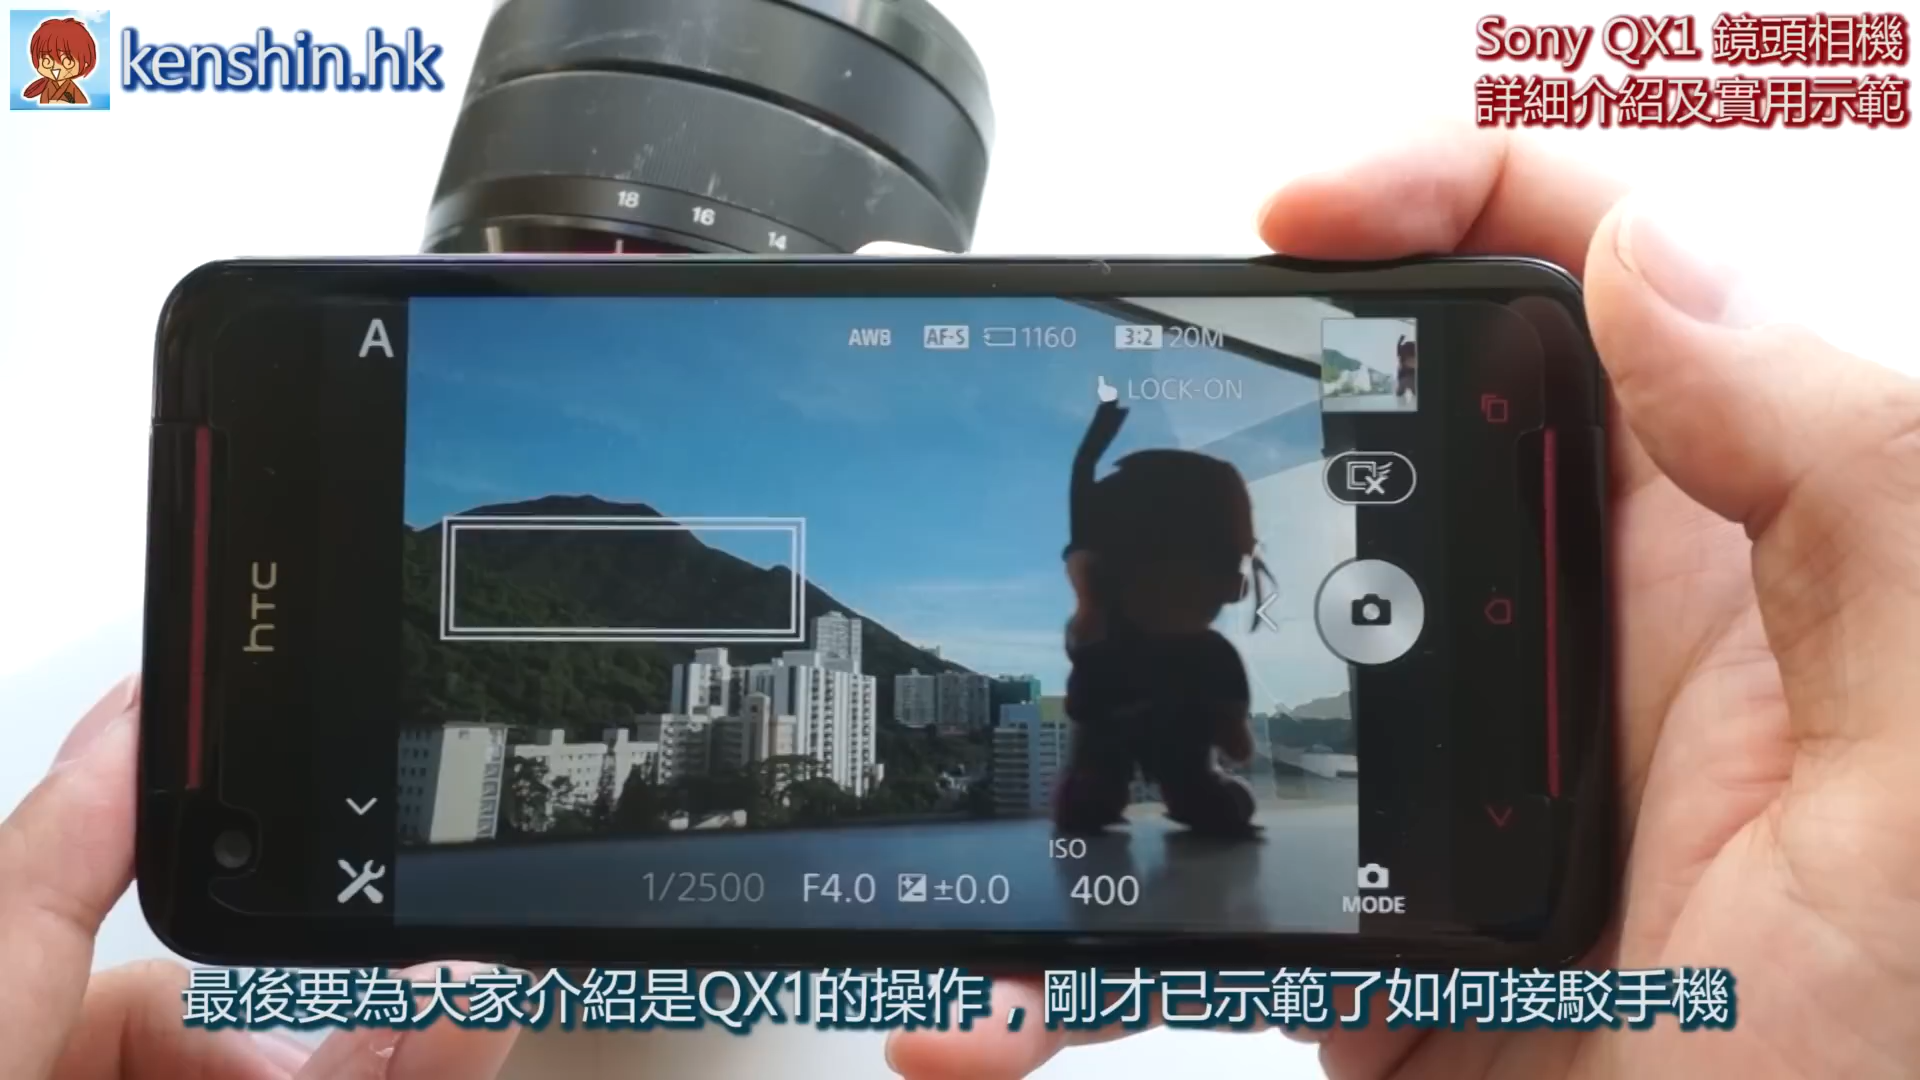 kenshin.hk
Sony QX1 鏡頭相機
詳細介紹及實用示範
18 16 14
A
AWB AF-S 1160 3:2 20M
LOCK-ON
hTC
ISO
1/2500 F4.0 ±0.0 400
MODE
最後要為大家介紹是QX1的操作，剛才已示範了如何接駁手機